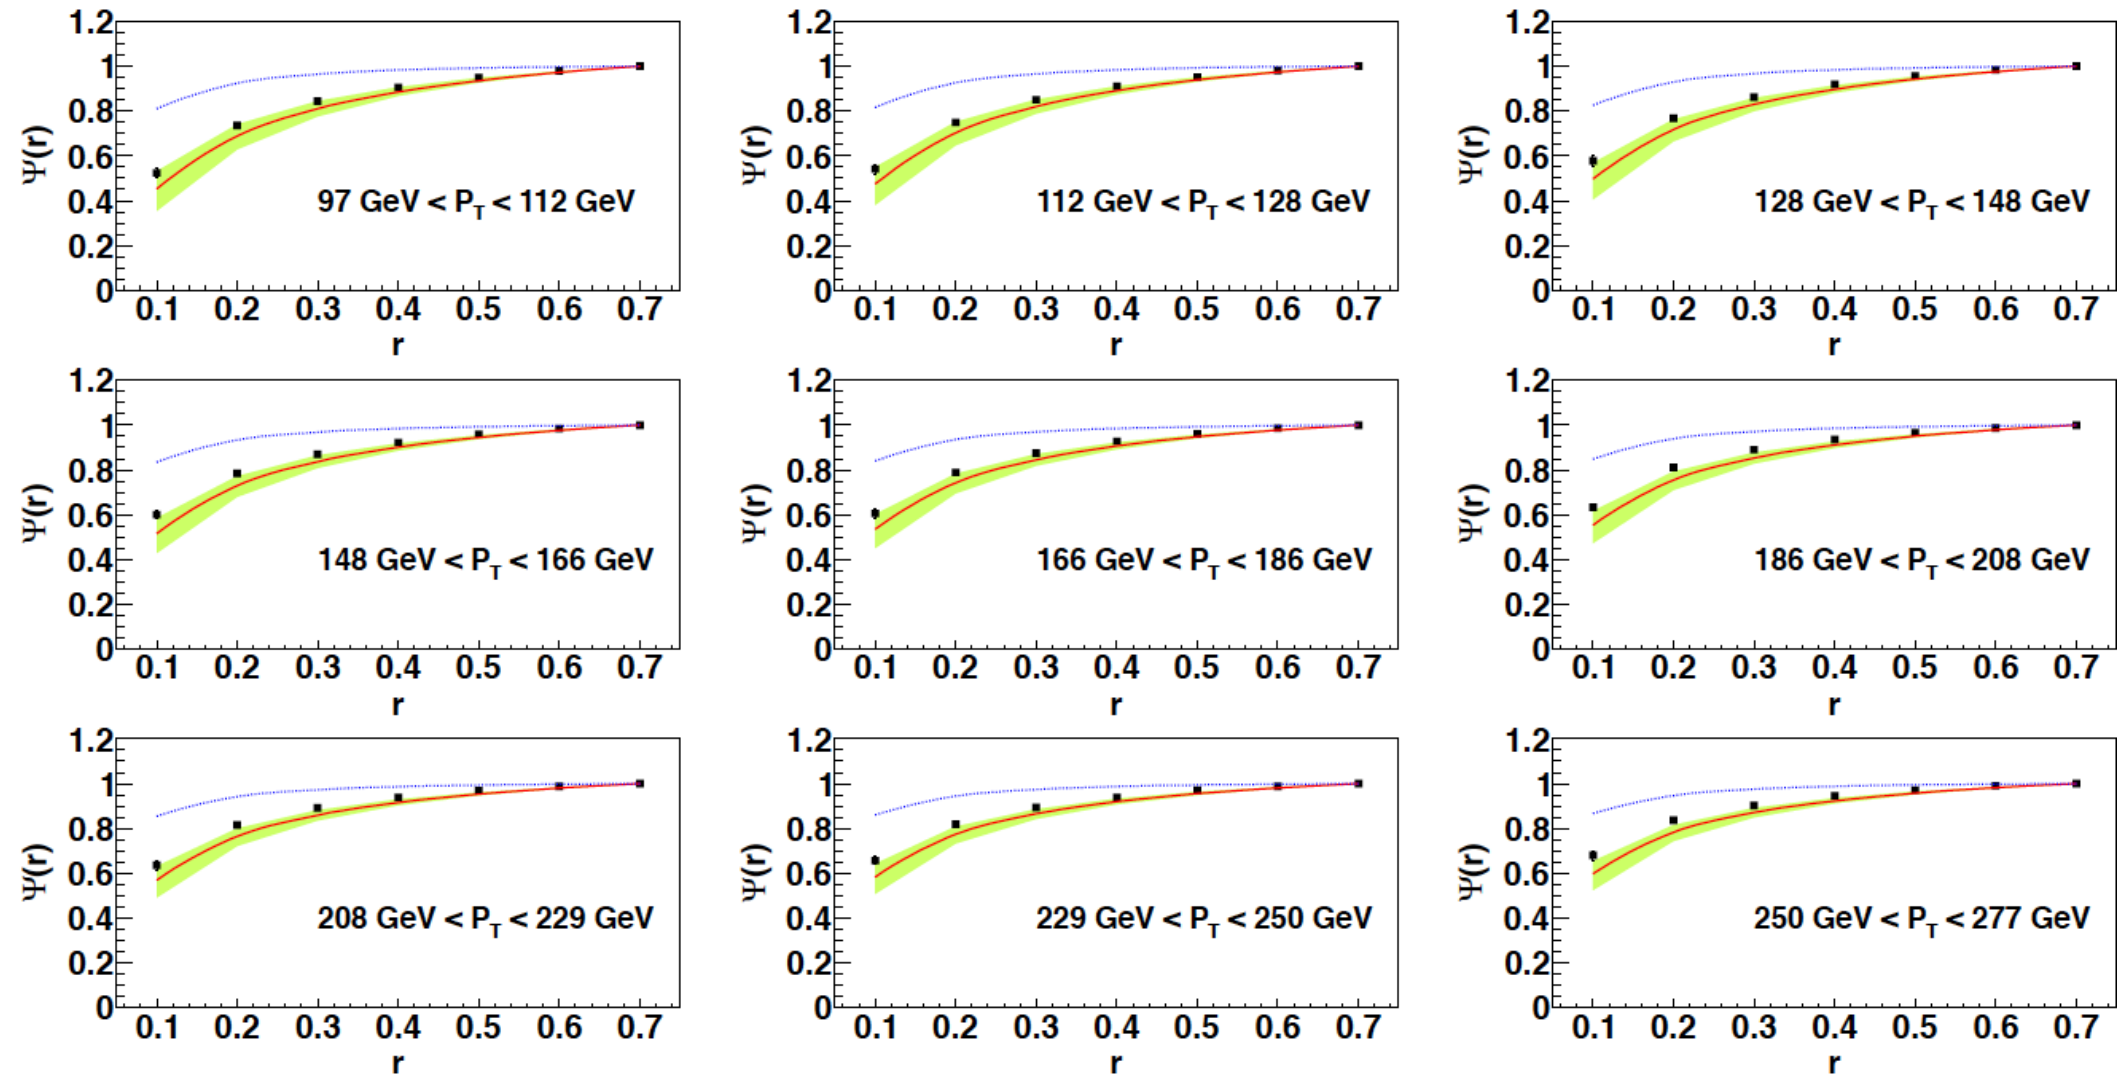 1.2 1 0.8 0.6 0.4 0.2 0
Ψ(r)
97 GeV < P_T < 112 GeV
0.1 0.2 0.3 0.4 0.5 0.6 0.7
r
1.2 1 0.8 0.6 0.4 0.2 0
Ψ(r)
112 GeV < P_T < 128 GeV
0.1 0.2 0.3 0.4 0.5 0.6 0.7
r
1.2 1 0.8 0.6 0.4 0.2 0
Ψ(r)
128 GeV < P_T < 148 GeV
0.1 0.2 0.3 0.4 0.5 0.6 0.7
r
1.2 1 0.8 0.6 0.4 0.2 0
Ψ(r)
148 GeV < P_T < 166 GeV
0.1 0.2 0.3 0.4 0.5 0.6 0.7
r
1.2 1 0.8 0.6 0.4 0.2 0
Ψ(r)
166 GeV < P_T < 186 GeV
0.1 0.2 0.3 0.4 0.5 0.6 0.7
r
1.2 1 0.8 0.6 0.4 0.2 0
Ψ(r)
186 GeV < P_T < 208 GeV
0.1 0.2 0.3 0.4 0.5 0.6 0.7
r
1.2 1 0.8 0.6 0.4 0.2 0
Ψ(r)
208 GeV < P_T < 229 GeV
0.1 0.2 0.3 0.4 0.5 0.6 0.7
r
1.2 1 0.8 0.6 0.4 0.2 0
Ψ(r)
229 GeV < P_T < 250 GeV
0.1 0.2 0.3 0.4 0.5 0.6 0.7
r
1.2 1 0.8 0.6 0.4 0.2 0
Ψ(r)
250 GeV < P_T < 277 GeV
0.1 0.2 0.3 0.4 0.5 0.6 0.7
r